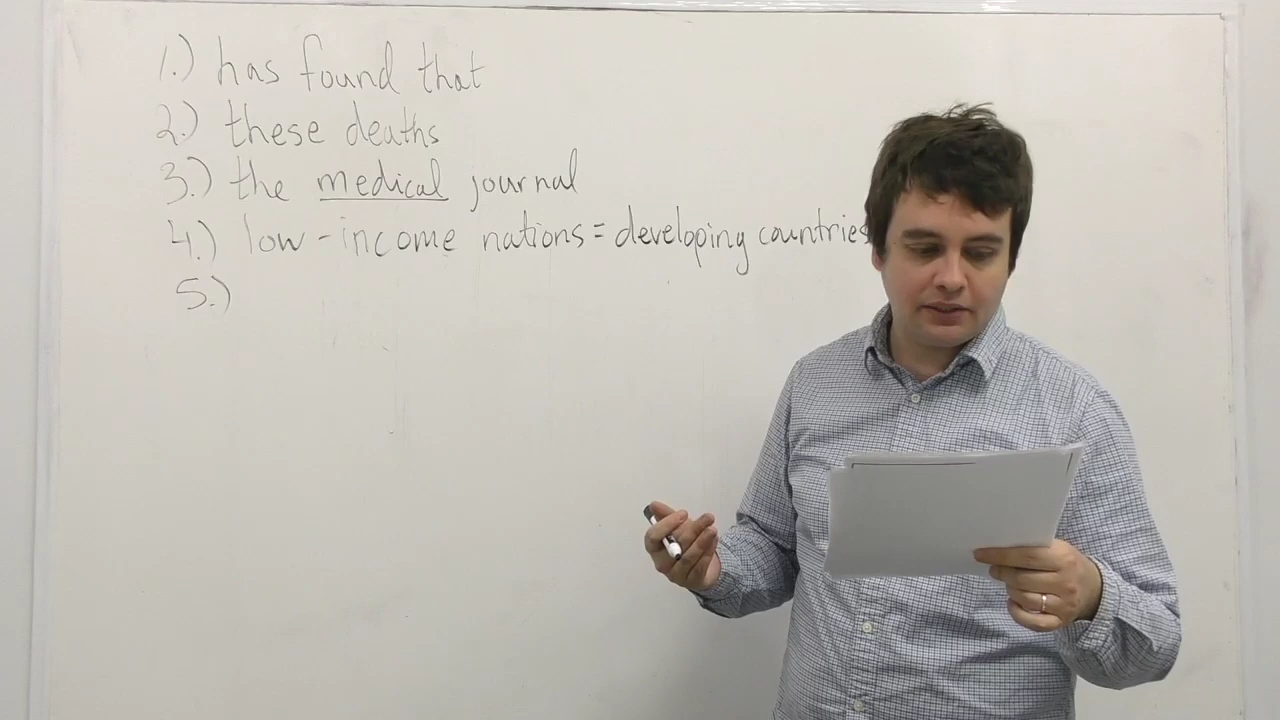 1.) has found that
2.) these deaths
3.) the medical journal
4.) low-income nations = developing countries
5.)